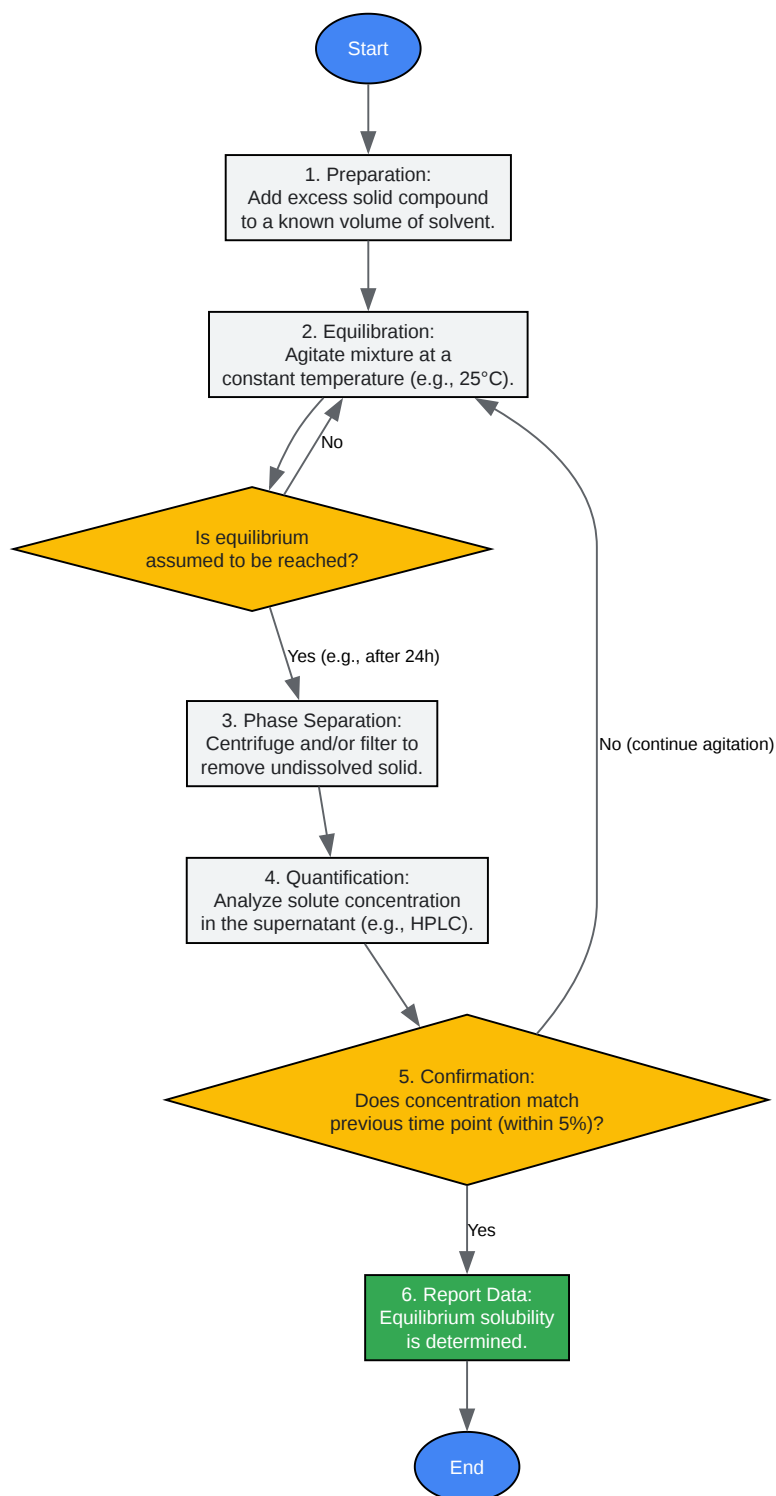 Start
1. Preparation:
Add excess solid compound
to a known volume of solvent.
2. Equilibration:
Agitate mixture at a
constant temperature (e.g., 25°C).
No
Is equilibrium
assumed to be reached?
Yes (e.g., after 24h)
3. Phase Separation:
Centrifuge and/or filter to
remove undissolved solid.
No (continue agitation)
4. Quantification:
Analyze solute concentration
in the supernatant (e.g., HPLC).
5. Confirmation:
Does concentration match
previous time point (within 5%)?
Yes
6. Report Data:
Equilibrium solubility
is determined.
End